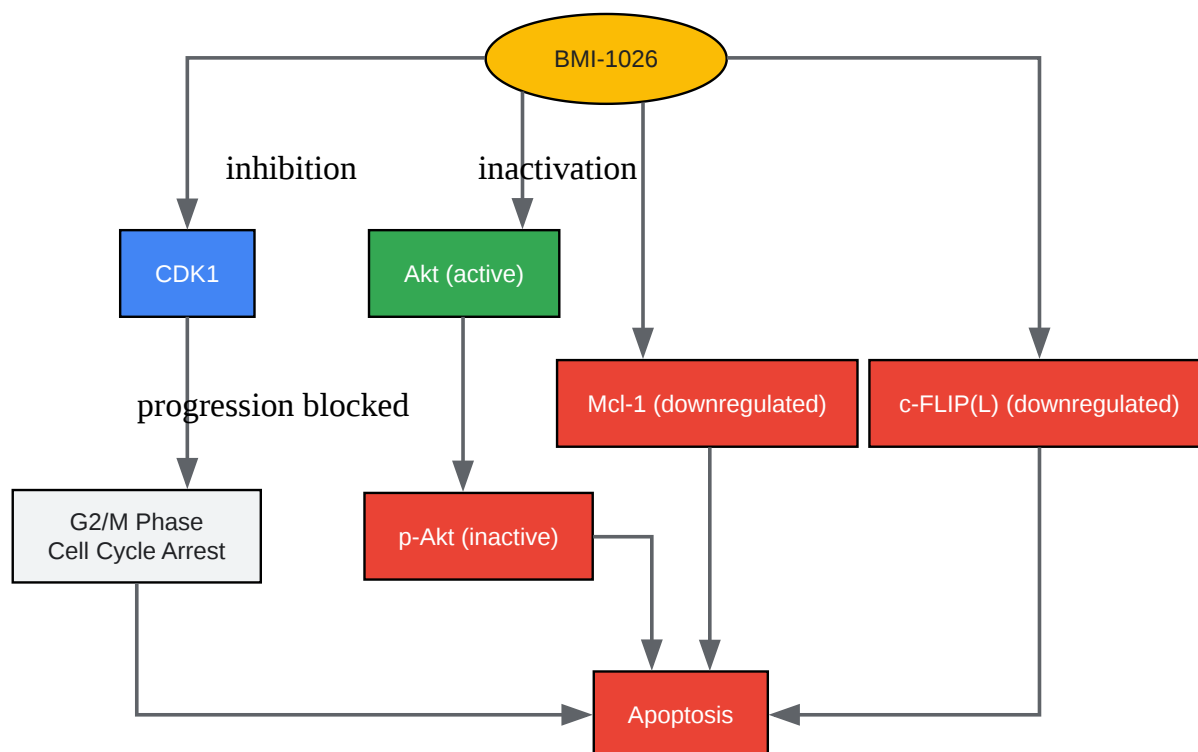 BMI-1026
inhibition
inactivation
CDK1
Akt (active)
progression blocked
Mcl-1 (downregulated)
c-FLIP(L) (downregulated)
G2/M Phase
Cell Cycle Arrest
p-Akt (inactive)
Apoptosis